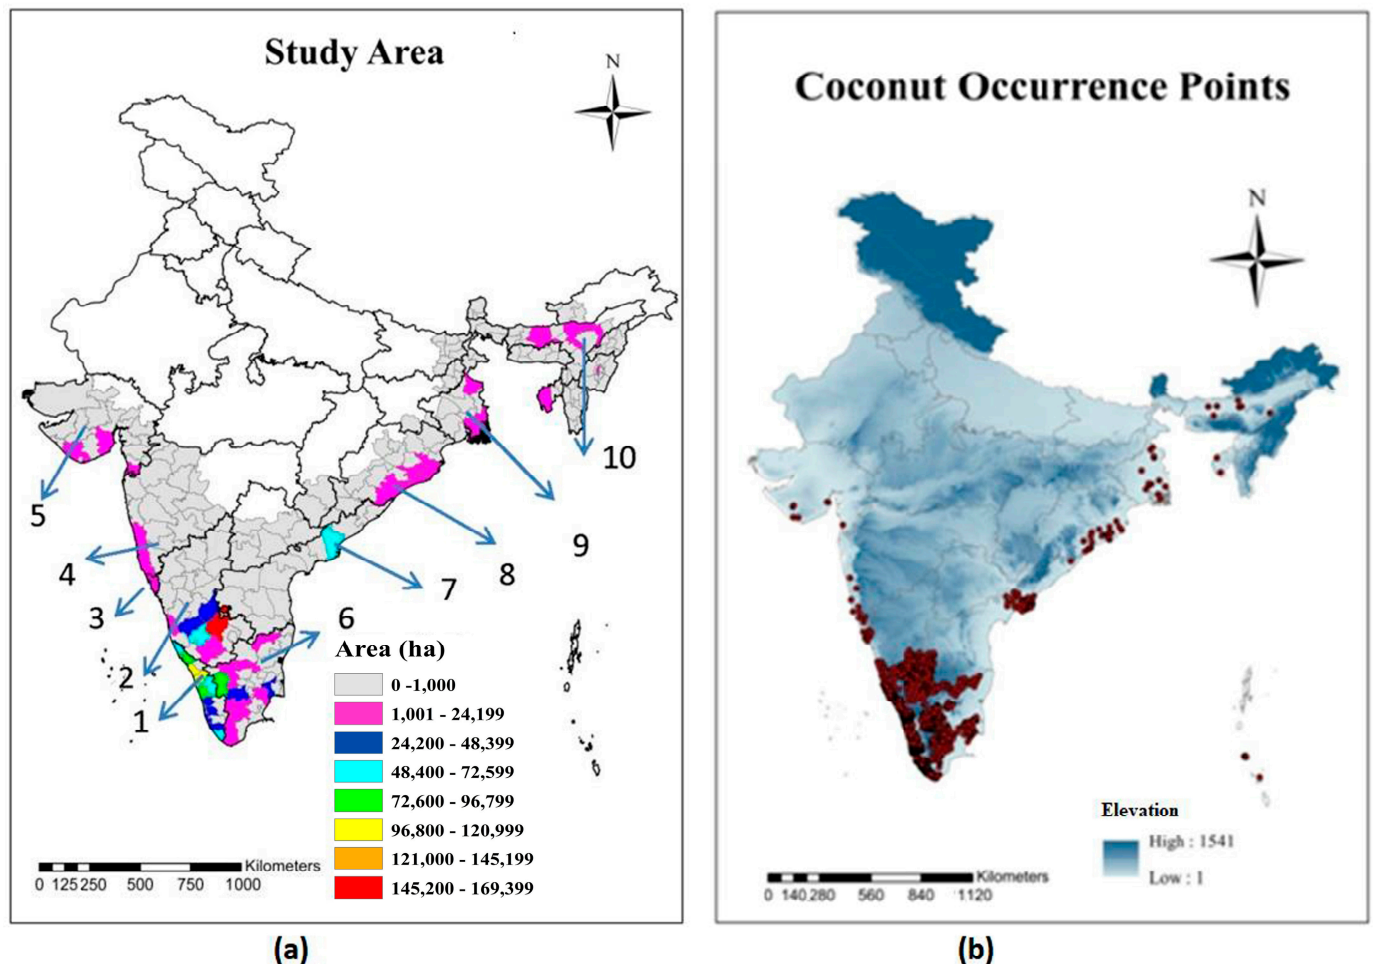 Study Area
N
10
5
9
4
8
7
3
6
2
1
Area (ha)
0 -1,000
1,001 - 24,199
24,200 - 48,399
48,400 - 72,599
72,600 - 96,799
96,800 - 120,999
121,000 - 145,199
145,200 - 169,399
Kilometers
0 125 250 500 750 1000
(a)
Coconut Occurrence Points
N
Elevation
High : 1541
Low : 1
Kilometers
0 140 280 560 840 1120
(b)